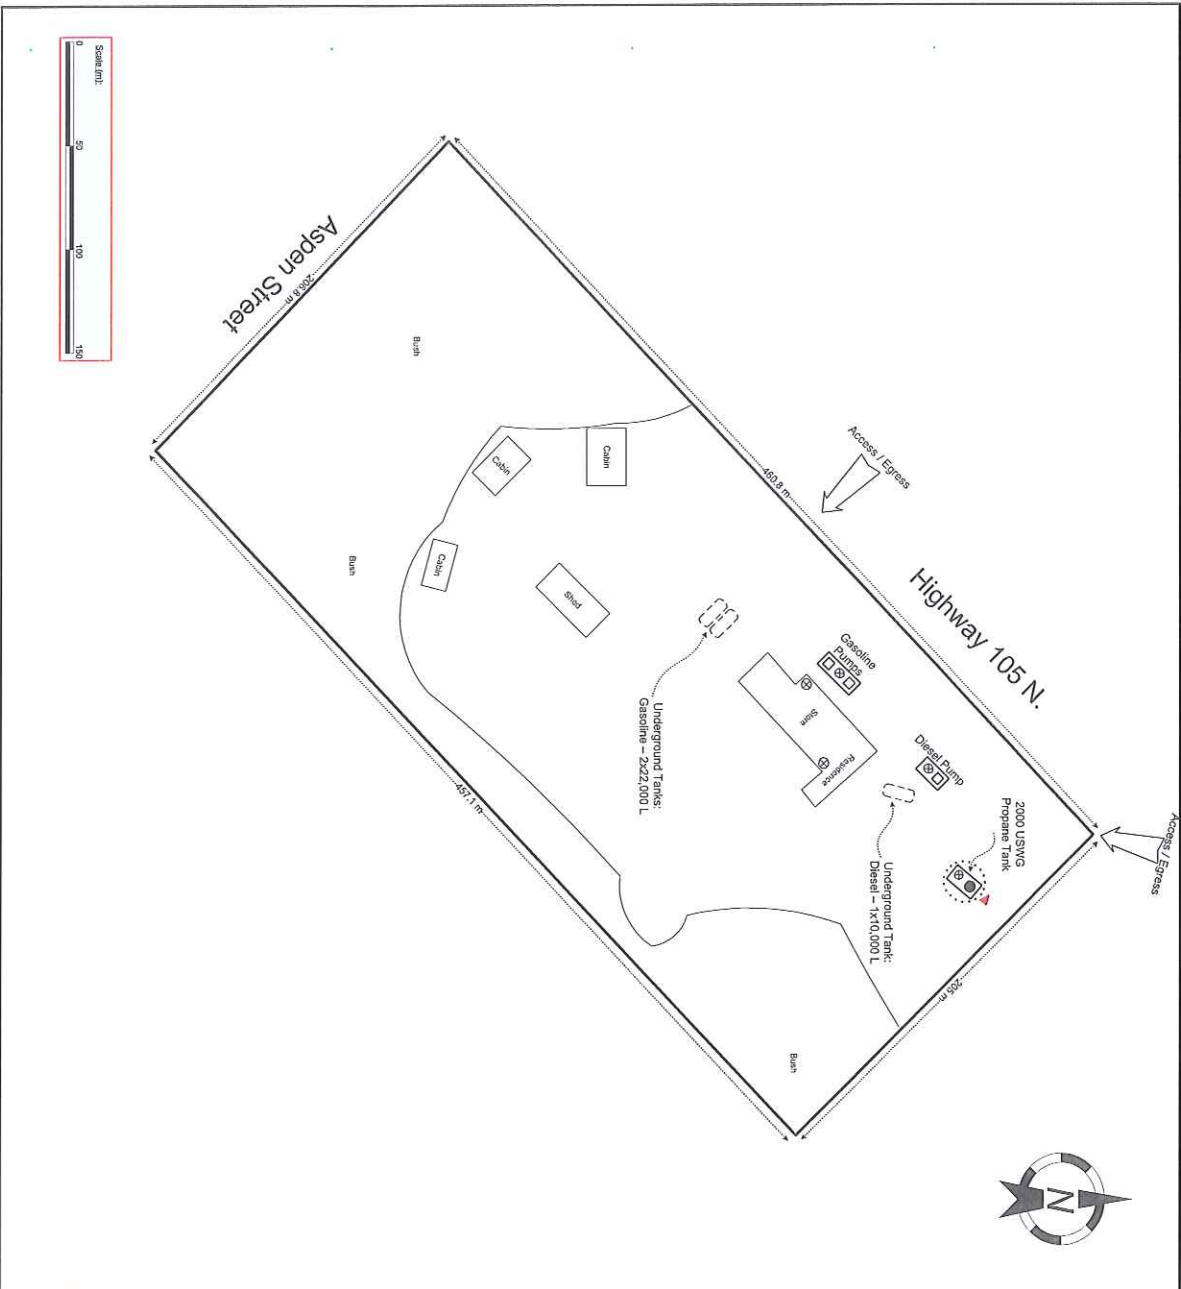 Access / Egress
2000 USWG
Propane Tank
Highway 105 N.
Diesel Pump
205 m
Access / Egress
Underground Tank:
Diesel – 1x10,000 L
Gasoline
Pumps
Residence
Store
460.8 m
Bush
Underground Tanks:
Gasoline – 2x22,000 L
Cabin
Shed
Cabin
Cabin
457.1 m
Bush
Bush
Aspen Street
206.8 m
N
Scale (m):
0 50 100 150